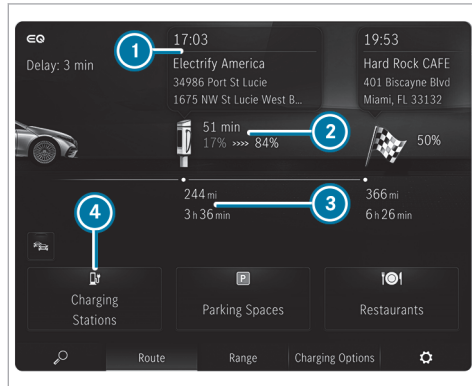 EQ
Delay: 3 min
17:03
Electrify America
34986 Port St Lucie
1675 NW St Lucie West B...
19:53
Hard Rock CAFE
401 Biscayne Blvd
Miami, FL 33132
1
51 min
17% >>>> 84%
2
50%
244 mi
3 h 36 min
3
366 mi
6 h 26 min
4
Charging
Stations
P
Parking Spaces
Restaurants
Route
Range
Charging Options